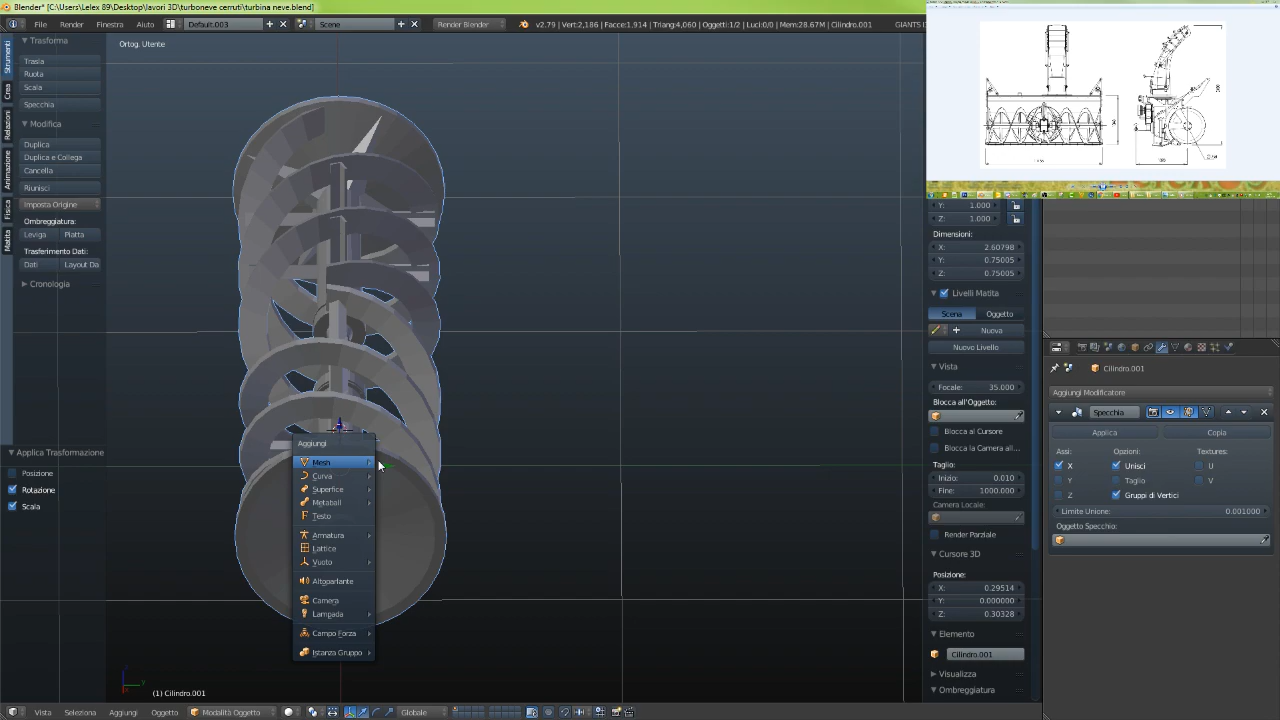 Blender* [C:\Users\Lelex 89\Desktop\lavori 3D\turboneve cerruti\turbina neve.blend]
File
Render
Finestra
Aiuto
Default.003
Scene
Blender Render
v2.79 | Vert:2,186 | Facce:1,914 | Triang:4,060 | Oggetti:1/2 | Luci:0/0 | Mem:28.67M | Cilindro.001
GIANTS I
Strumenti
Crea
Relazioni
Animazione
Fisica
Matita
Trasforma
Trasla
Ruota
Scala
Specchia
Modifica
Duplica
Duplica e Collega
Cancella
Riunisci
Imposta Origine
Ombreggiatura:
Leviga
Piatta
Trasferimento Dati:
Dati
Layout Da
Cronologia
Applica Trasformazione
Posizione
Rotazione
Scala
Ortog. Utente
Aggiungi
Mesh
Curva
Superfice
Metaball
Testo
Armatura
Lattice
Vuoto
Altoparlante
Camera
Lampada
Campo Forza
Istanza Gruppo
(1) Cilindro.001
Y: 1.000
Z: 1.000
Dimensioni:
X: 2.60798
Y: 0.75005
Z: 0.75005
Livelli Matita
Scena
Oggetto
Nuova
Nuovo Livello
Vista
Focale: 35.000
Blocca all'Oggetto:
Blocca al Cursore
Blocca la Camera all..
Taglio:
Inizio: 0.010
Fine: 1000.000
Camera Locale:
Render Parziale
Cursore 3D
Posizione:
X: 0.29514
Y: 0.000000
Z: 0.30328
Elemento
Cilindro.001
Visualizza
Ombreggiatura
Cilindro.001
Aggiungi Modificatore
Specchia
Applica
Copia
Assi:
Opzioni:
Textures:
X
Unisci
U
Y
Taglio
V
Z
Gruppi di Vertici
Limite Unione: 0.001000
Oggetto Specchio:
Vista
Seleziona
Aggiungi
Oggetto
Modalità Oggetto
Globale